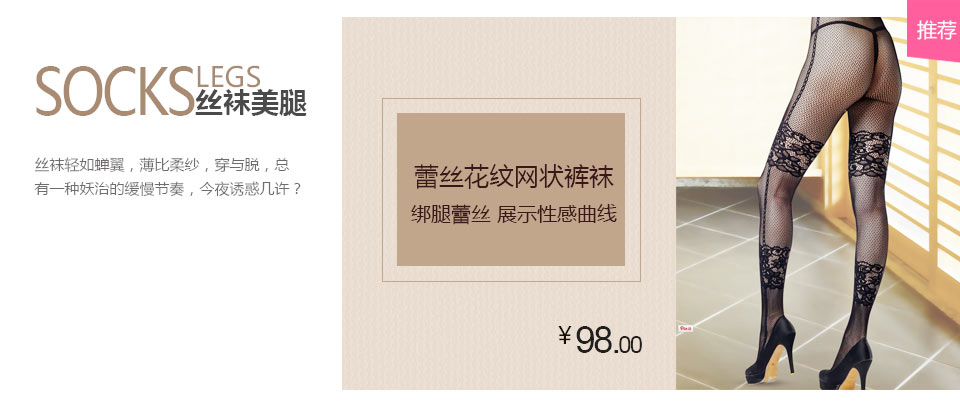 SOCKS LEGS
丝袜美腿
丝袜轻如蝉翼，薄比柔纱，穿与脱，总
有一种妖冶的缓慢节奏，今夜诱惑几许？
蕾丝花纹网状裤袜
绑腿蕾丝 展示性感曲线
¥98.00
推荐